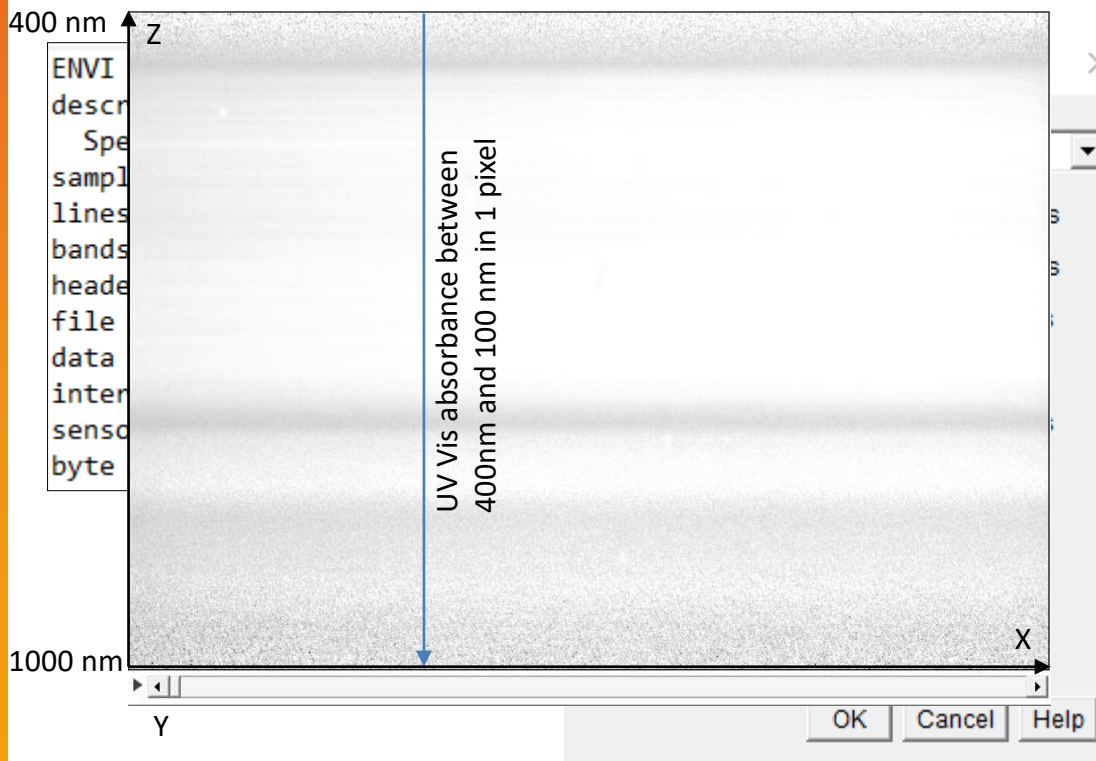 400 nm
Z
ENVI
descr
Spe
sampl
lines
bands
heade
file
data
inter
senso
byte
UV Vis absorbance between
400nm and 100 nm in 1 pixel
s
s
s
s
X
1000 nm
Y
OK Cancel Help